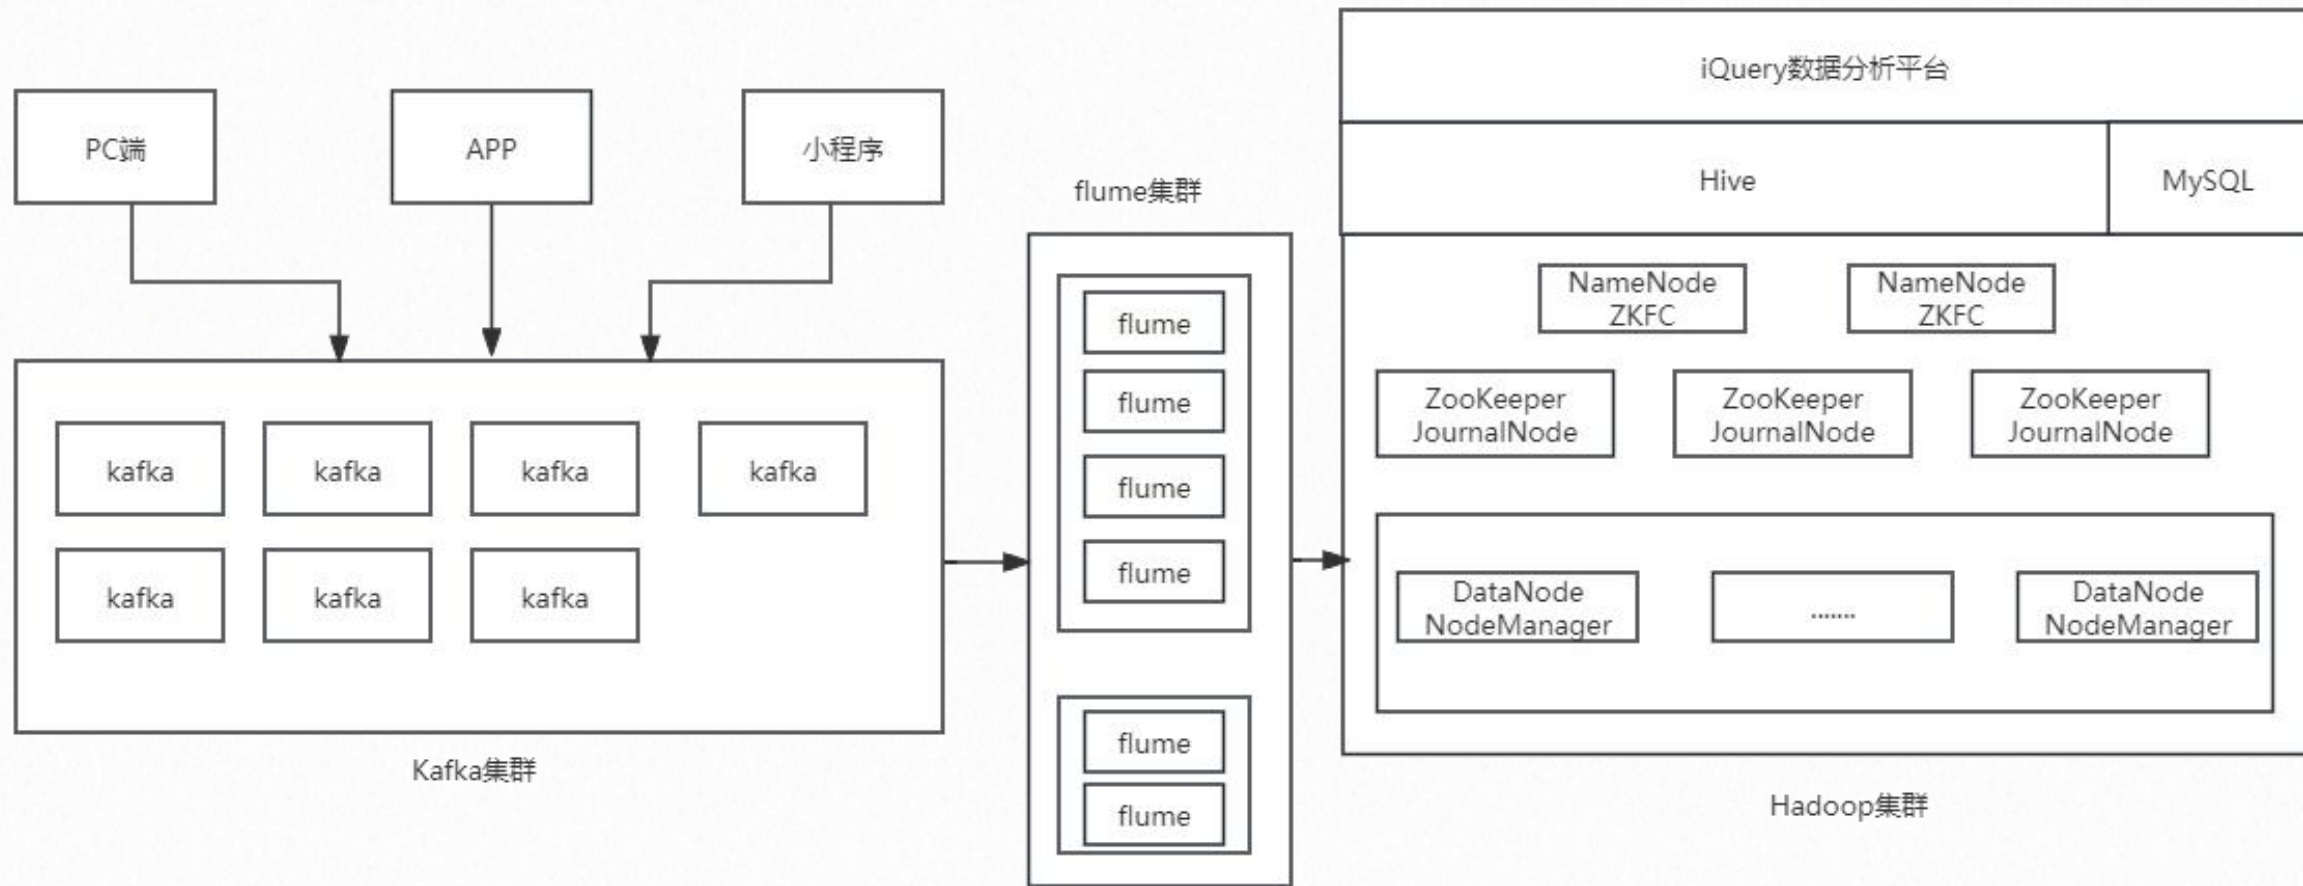 PC端
APP
小程序
kafka
kafka
kafka
kafka
kafka
kafka
kafka
Kafka集群
flume集群
flume
flume
flume
flume
flume
flume
iQuery数据分析平台
Hive
MySQL
NameNode
ZKFC
NameNode
ZKFC
ZooKeeper
JournalNode
ZooKeeper
JournalNode
ZooKeeper
JournalNode
DataNode
NodeManager
.......
DataNode
NodeManager
Hadoop集群